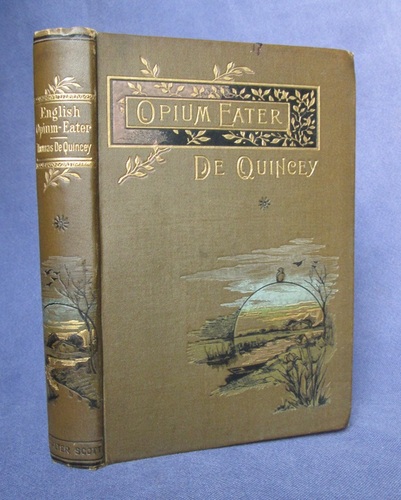 English
Opium-Eater
Thomas De Quincey
OPIUM EATER
DE QUINCEY